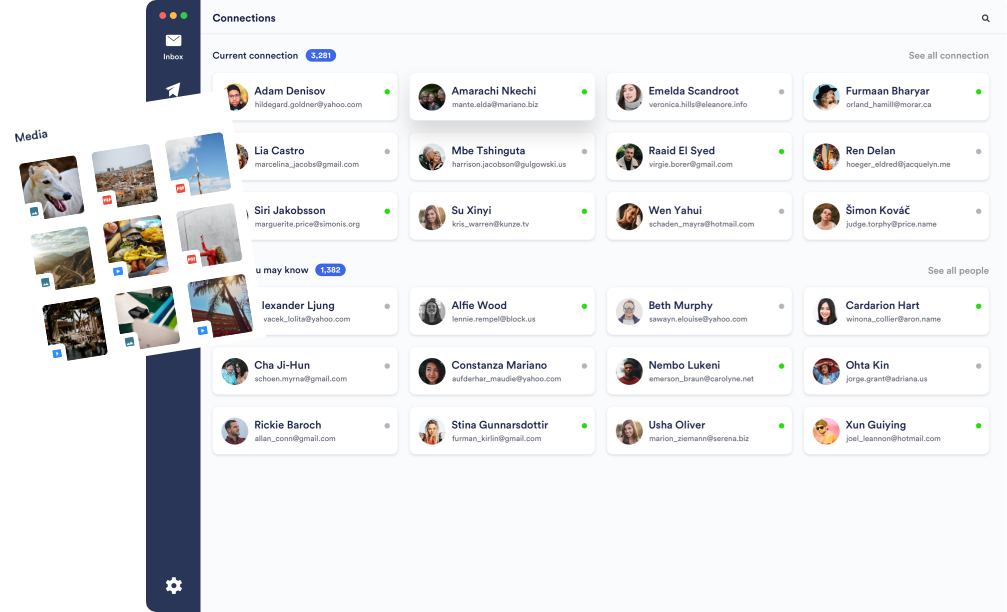 Connections
Inbox
Current connection 3,281 See all connection
Adam Denisov
hildegard.goldner@yahoo.com
Amarachi Nkechi
mante.elda@mariano.biz
Emelda Scandroot
veronica.hills@eleanore.info
Furmaan Bharyar
orland_hamill@morar.ca
Media
Lia Castro
marcelina_jacobs@gmail.com
Mbe Tshinguta
harrison.jacobson@gulgowski.us
Raaid El Syed
virgie.borer@gmail.com
Ren Delan
hoeger_eldred@jacquelyn.me
PDF
PDF
Siri Jakobsson
marguerite.price@simonis.org
Su Xinyi
kris_warren@kunze.tv
Wen Yahui
schaden_mayra@hotmail.com
Šimon Kováč
judge.torphy@price.name
PDF
u may know 1,382 See all people
lexander Ljung
vacek_lolita@yahoo.com
Alfie Wood
lennie.rempel@block.us
Beth Murphy
sawayn.elouise@yahoo.com
Cardarion Hart
winona_collier@aron.name
Cha Ji-Hun
schoen.myrna@gmail.com
Constanza Mariano
aufderhar_maudie@yahoo.com
Nembo Lukeni
emerson_braun@carolyne.net
Ohta Kin
jorge.grant@adriana.us
Rickie Baroch
allan_conn@gmail.com
Stina Gunnarsdottir
furman_kirlin@gmail.com
Usha Oliver
marion_ziemann@serena.biz
Xun Guiying
joel_leannon@hotmail.com